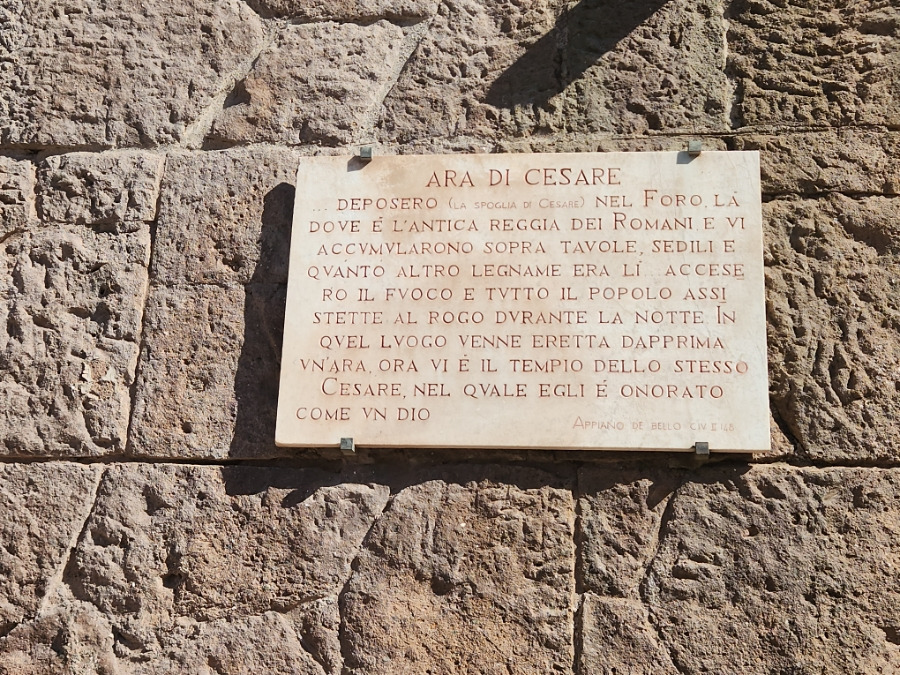 ARA DI CESARE
... DEPOSERO (LA SPOGLIA DI CESARE) NEL FORO, LÀ
DOVE É L'ANTICA REGGIA DEI ROMANI, E VI
ACCVMVLARONO SOPRA TAVOLE, SEDILI E
QVANTO ALTRO LEGNAME ERA LÌ... ACCESE
RO IL FVOCO E TVTTO IL POPOLO ASSI
STETTE AL ROGO DVRANTE LA NOTTE. IN
QVEL LVOGO VENNE ERETTA DAPPRIMA
VN'ARA, ORA VI É IL TEMPIO DELLO STESSO
CESARE, NEL QVALE EGLI É ONORATO
COME VN DIO
APPIANO DE BELLO CIV. II 148